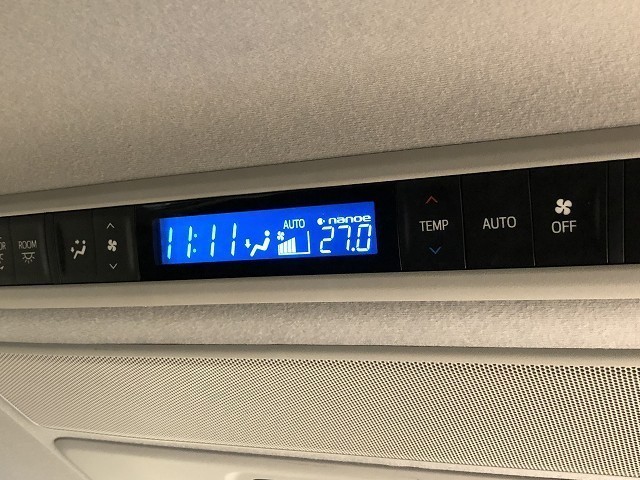 ROOM
11:11
AUTO
nanoe
27.0
TEMP
AUTO
OFF